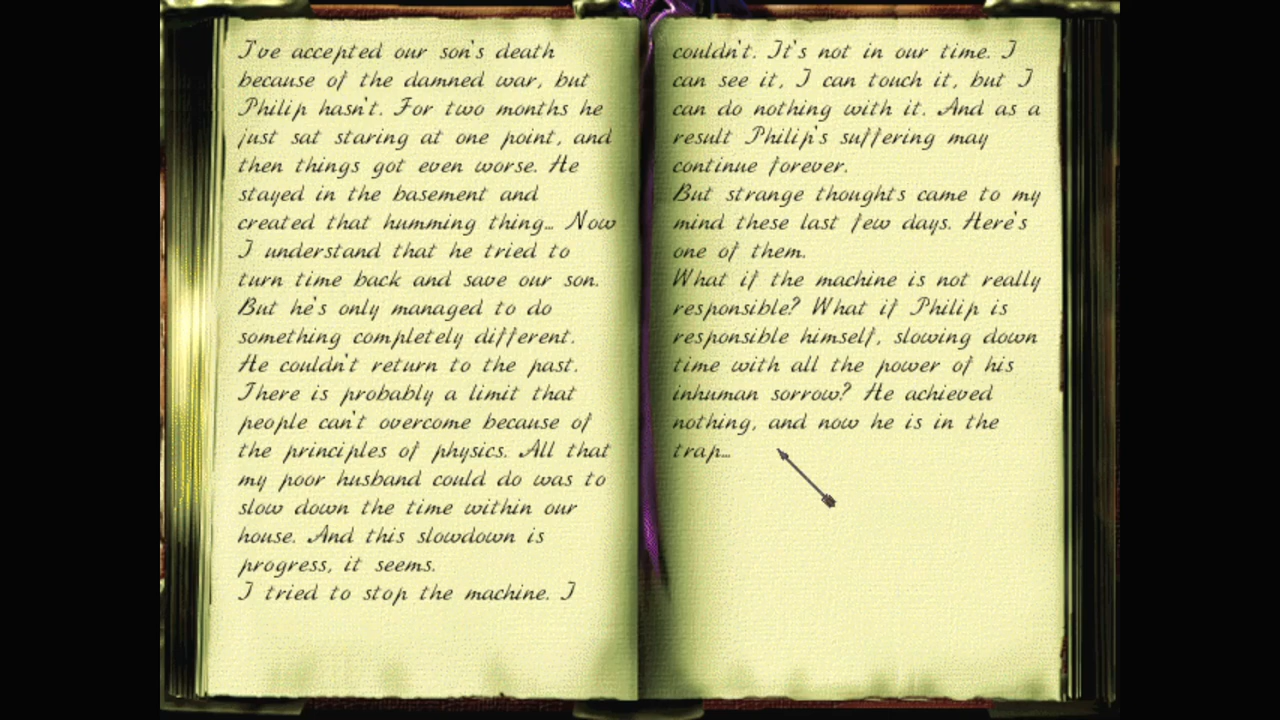 I've accepted our son's death
because of the damned war, but
Philip hasn't. For two months he
just sat staring at one point, and
then things got even worse. He
stayed in the basement and
created that humming thing... Now
I understand that he tried to
turn time back and save our son.
But he's only managed to do
something completely different.
He couldn't return to the past.
There is probably a limit that
people can't overcome because of
the principles of physics. All that
my poor husband could do was to
slow down the time within our
house. And this slowdown is
progress, it seems.
I tried to stop the machine. I
couldn't. It's not in our time. I
can see it, I can touch it, but I
can do nothing with it. And as a
result Philip's suffering may
continue forever.
But strange thoughts came to my
mind these last few days. Here's
one of them.
What if the machine is not really
responsible? What if Philip is
responsible himself, slowing down
time with all the power of his
inhuman sorrow? He achieved
nothing, and now he is in the
trap...